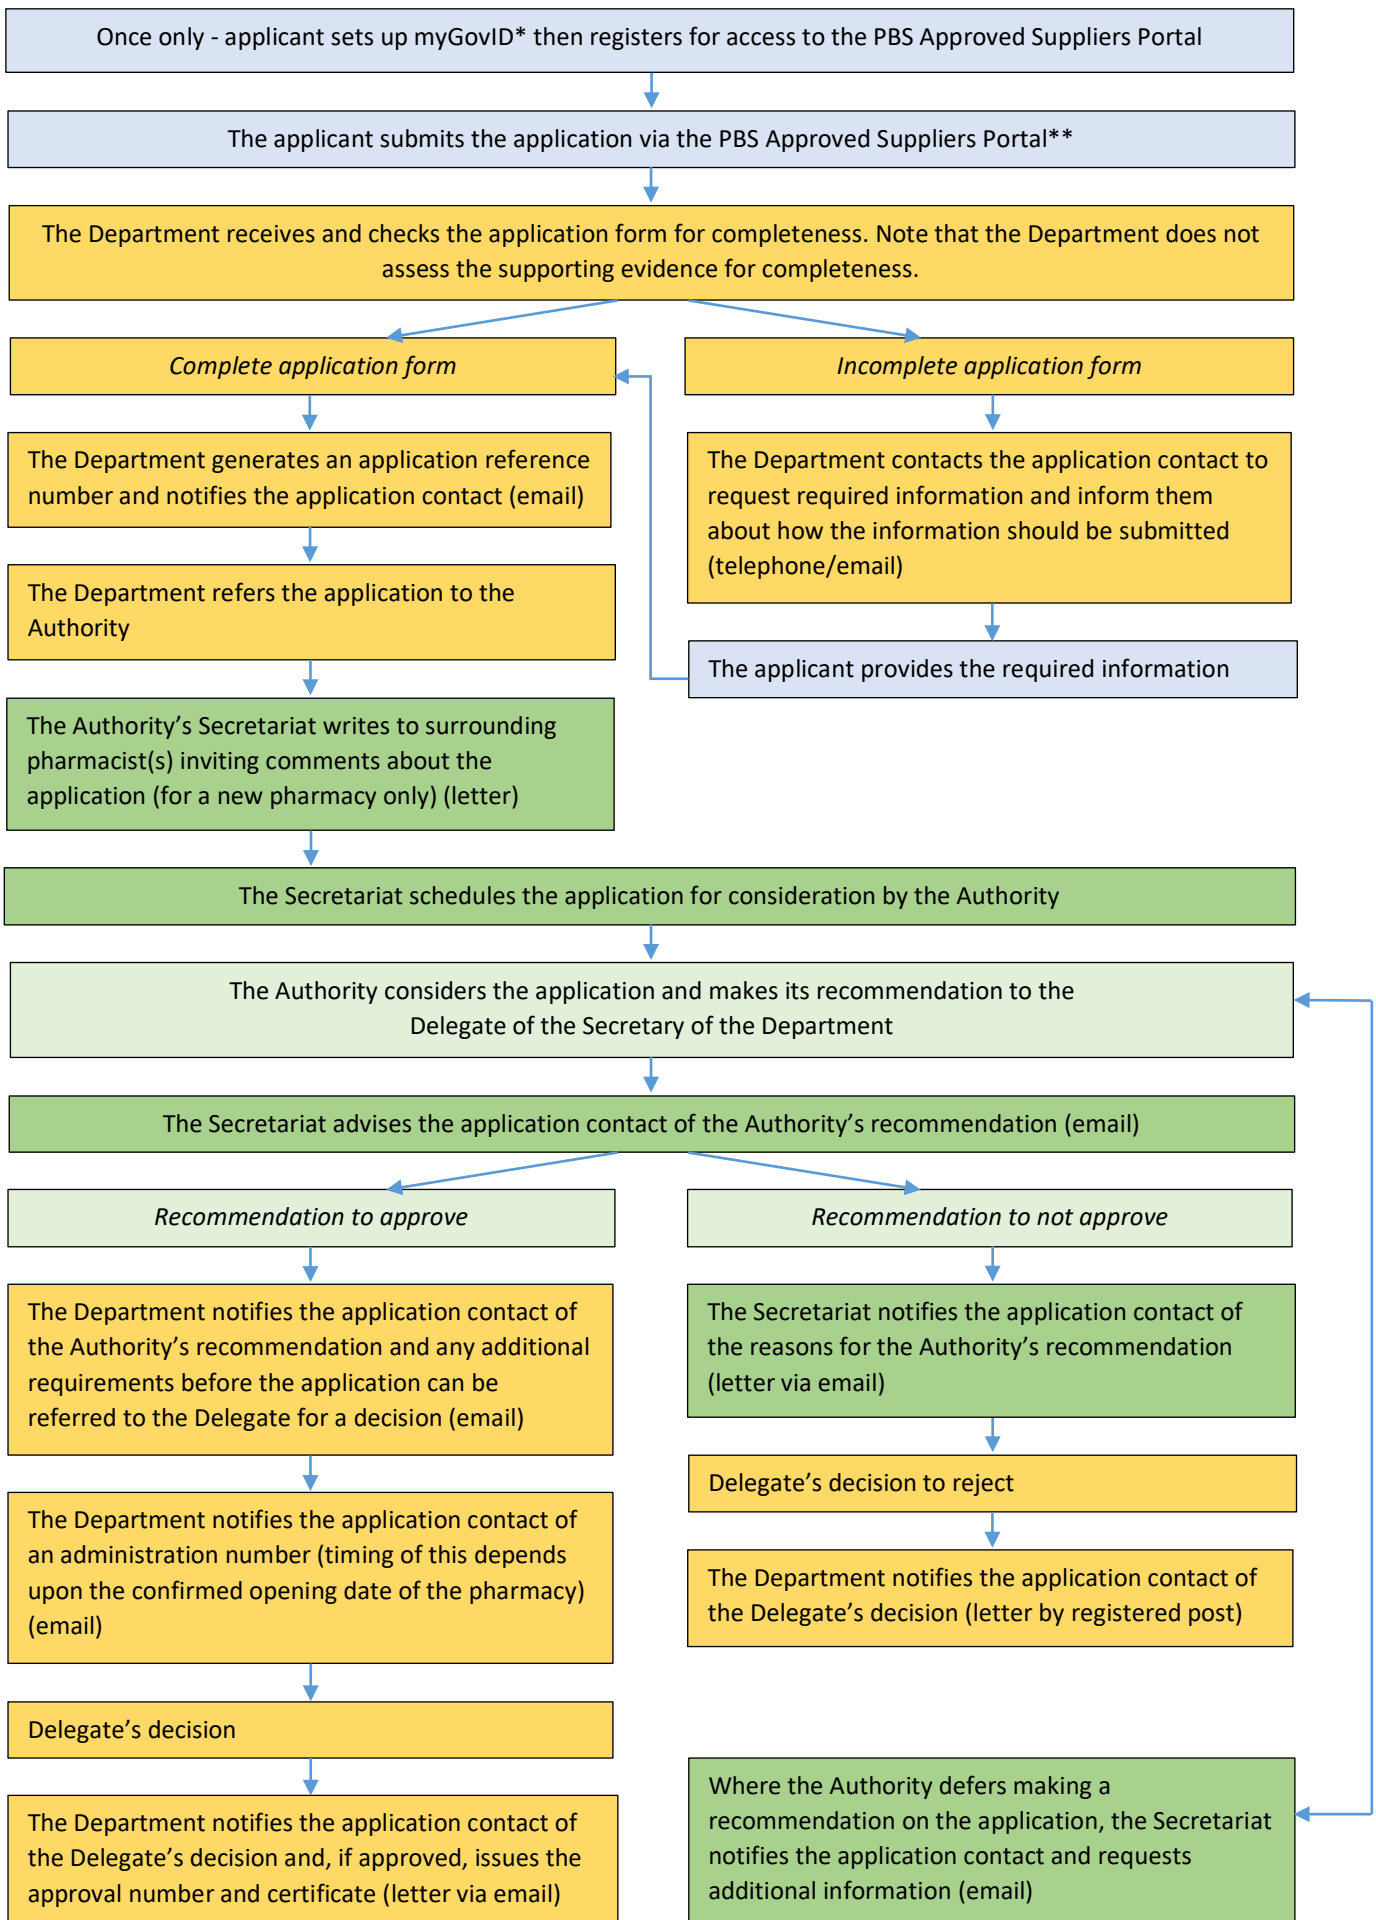 Once only - applicant sets up myGovID* then registers for access to the PBS Approved Suppliers Portal
The applicant submits the application via the PBS Approved Suppliers Portal**
The Department receives and checks the application form for completeness. Note that the Department does not
assess the supporting evidence for completeness.
Complete application form
Incomplete application form
The Department generates an application reference
number and notifies the application contact (email)
The Department contacts the application contact to
request required information and inform them
about how the information should be submitted
(telephone/email)
The Department refers the application to the
Authority
The applicant provides the required information
The Authority’s Secretariat writes to surrounding
pharmacist(s) inviting comments about the
application (for a new pharmacy only) (letter)
The Secretariat schedules the application for consideration by the Authority
The Authority considers the application and makes its recommendation to the
Delegate of the Secretary of the Department
The Secretariat advises the application contact of the Authority’s recommendation (email)
Recommendation to approve
Recommendation to not approve
The Department notifies the application contact of
the Authority’s recommendation and any additional
requirements before the application can be
referred to the Delegate for a decision (email)
The Secretariat notifies the application contact of
the reasons for the Authority’s recommendation
(letter via email)
Delegate’s decision to reject
The Department notifies the application contact of
an administration number (timing of this depends
upon the confirmed opening date of the pharmacy)
(email)
The Department notifies the application contact of
the Delegate’s decision (letter by registered post)
Delegate’s decision
The Department notifies the application contact of
the Delegate’s decision and, if approved, issues the
approval number and certificate (letter via email)
Where the Authority defers making a
recommendation on the application, the Secretariat
notifies the application contact and requests
additional information (email)